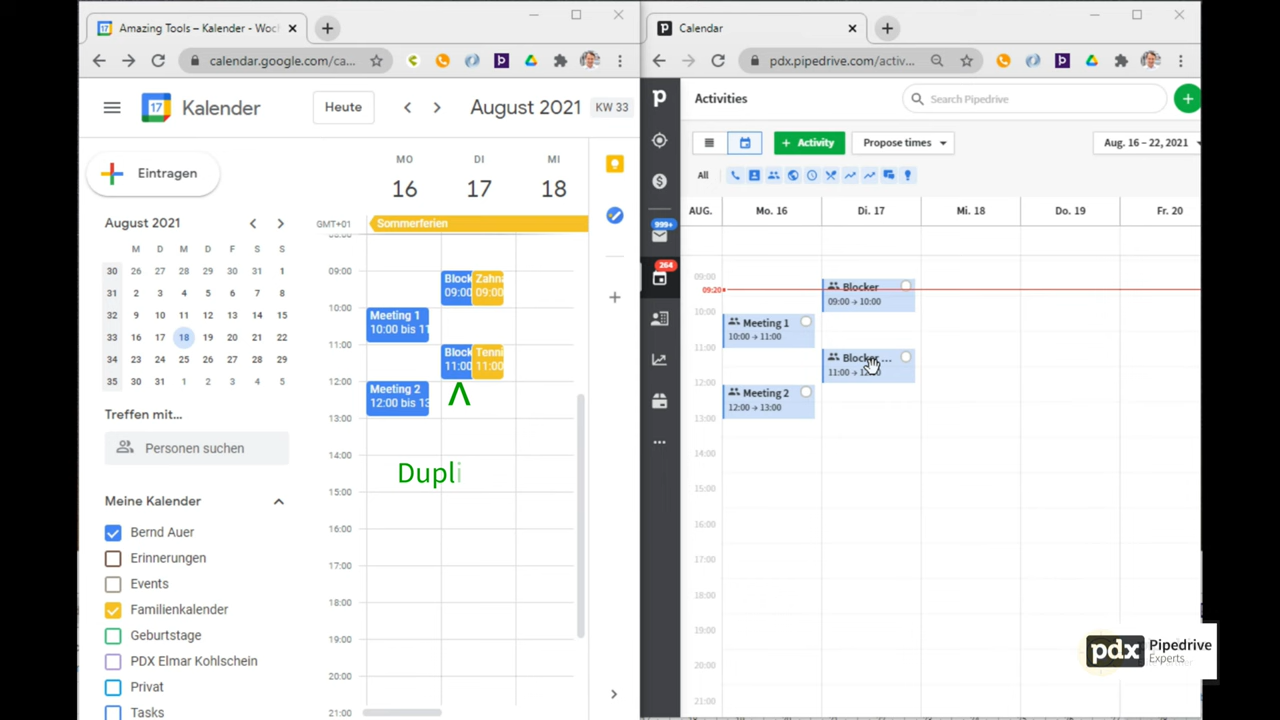 Amazing Tools – Kalender - Woc
calendar.google.com/ca...
17
Kalender
Heute
August 2021
KW 33
Eintragen
MO
DI
MI
16
17
18
GMT+01
Sommerferien
August 2021
M D M D F S S
30 26 27 28 29 30 31 1
31 2 3 4 5 6 7 8
32 9 10 11 12 13 14 15
33 16 17 18 19 20 21 22
34 23 24 25 26 27 28 29
35 30 31 1 2 3 4 5
Treffen mit...
Personen suchen
Meine Kalender
Bernd Auer
Erinnerungen
Events
Familienkalender
Geburtstage
PDX Elmar Kohlschein
Privat
Tasks
09:00
10:00
11:00
12:00
13:00
14:00
15:00
16:00
17:00
18:00
19:00
20:00
21:00
Block
09:00
Zahna
09:00
Meeting 1
10:00 bis 11
Block
11:00
Tenni
11:00
Meeting 2
12:00 bis 13
Dupli
Calendar
pdx.pipedrive.com/activ...
p
Activities
Search Pipedrive
+
999+
264
+ Activity
Propose times
Aug. 16 – 22, 2021
All
AUG.
Mo. 16
Di. 17
Mi. 18
Do. 19
Fr. 20
09:00
09:20
10:00
11:00
12:00
13:00
14:00
15:00
16:00
17:00
18:00
19:00
20:00
21:00
Blocker
09:00 → 10:00
Meeting 1
10:00 → 11:00
Blocker ...
11:00 →
Meeting 2
12:00 → 13:00
pdx
Pipedrive
Experts